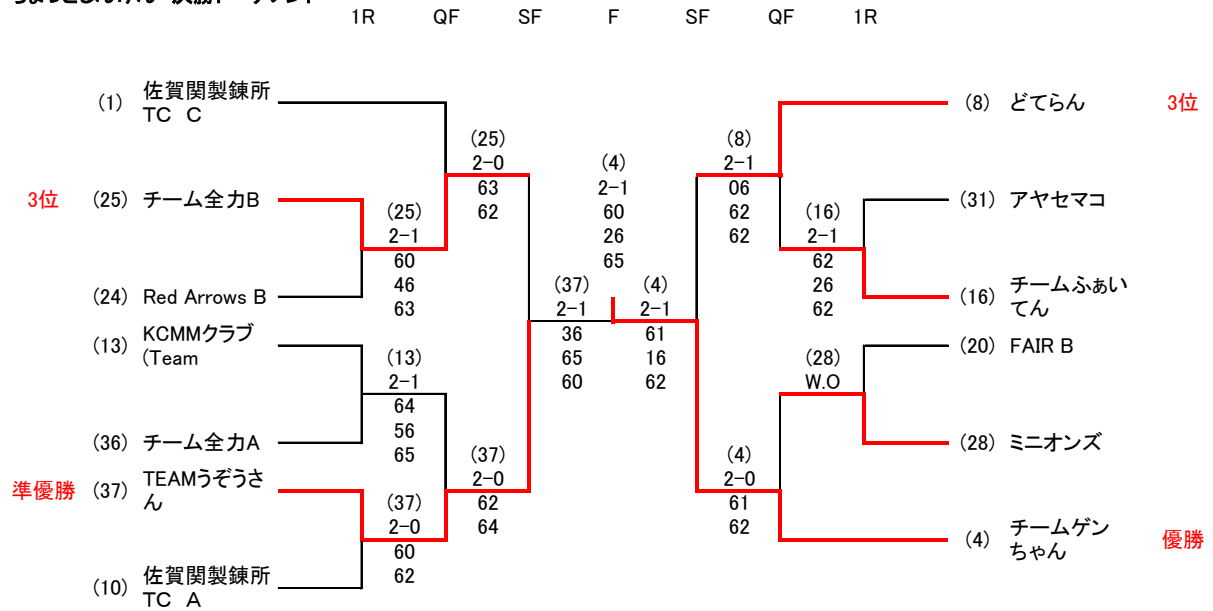 1R QF SF F SF QF 1R
(1) 佐賀関製錬所
TC C
(25)
2-0
63
62
3位 (25) チーム全力B
(25)
2-1
60
46
63
(24) Red Arrows B
(13) KCMMクラブ
(Team
(13)
2-1
64
56
65
(36) チーム全力A
(37)
2-0
62
64
準優勝 (37) TEAMうぞうさ
ん
(37)
2-0
60
62
(10) 佐賀関製錬所
TC A
(37)
2-1
36
65
60
(4)
2-1
60
26
65
(4)
2-1
61
16
62
(8)
2-1
06
62
62
(8) どてらん 3位
(31) アヤセマコ
(16)
2-1
62
26
62
(16) チームふぁい
てん
(20) FAIR B
(28)
W.O
(28) ミニオンズ
(4)
2-0
61
62
(4) チームゲン
ちゃん 優勝